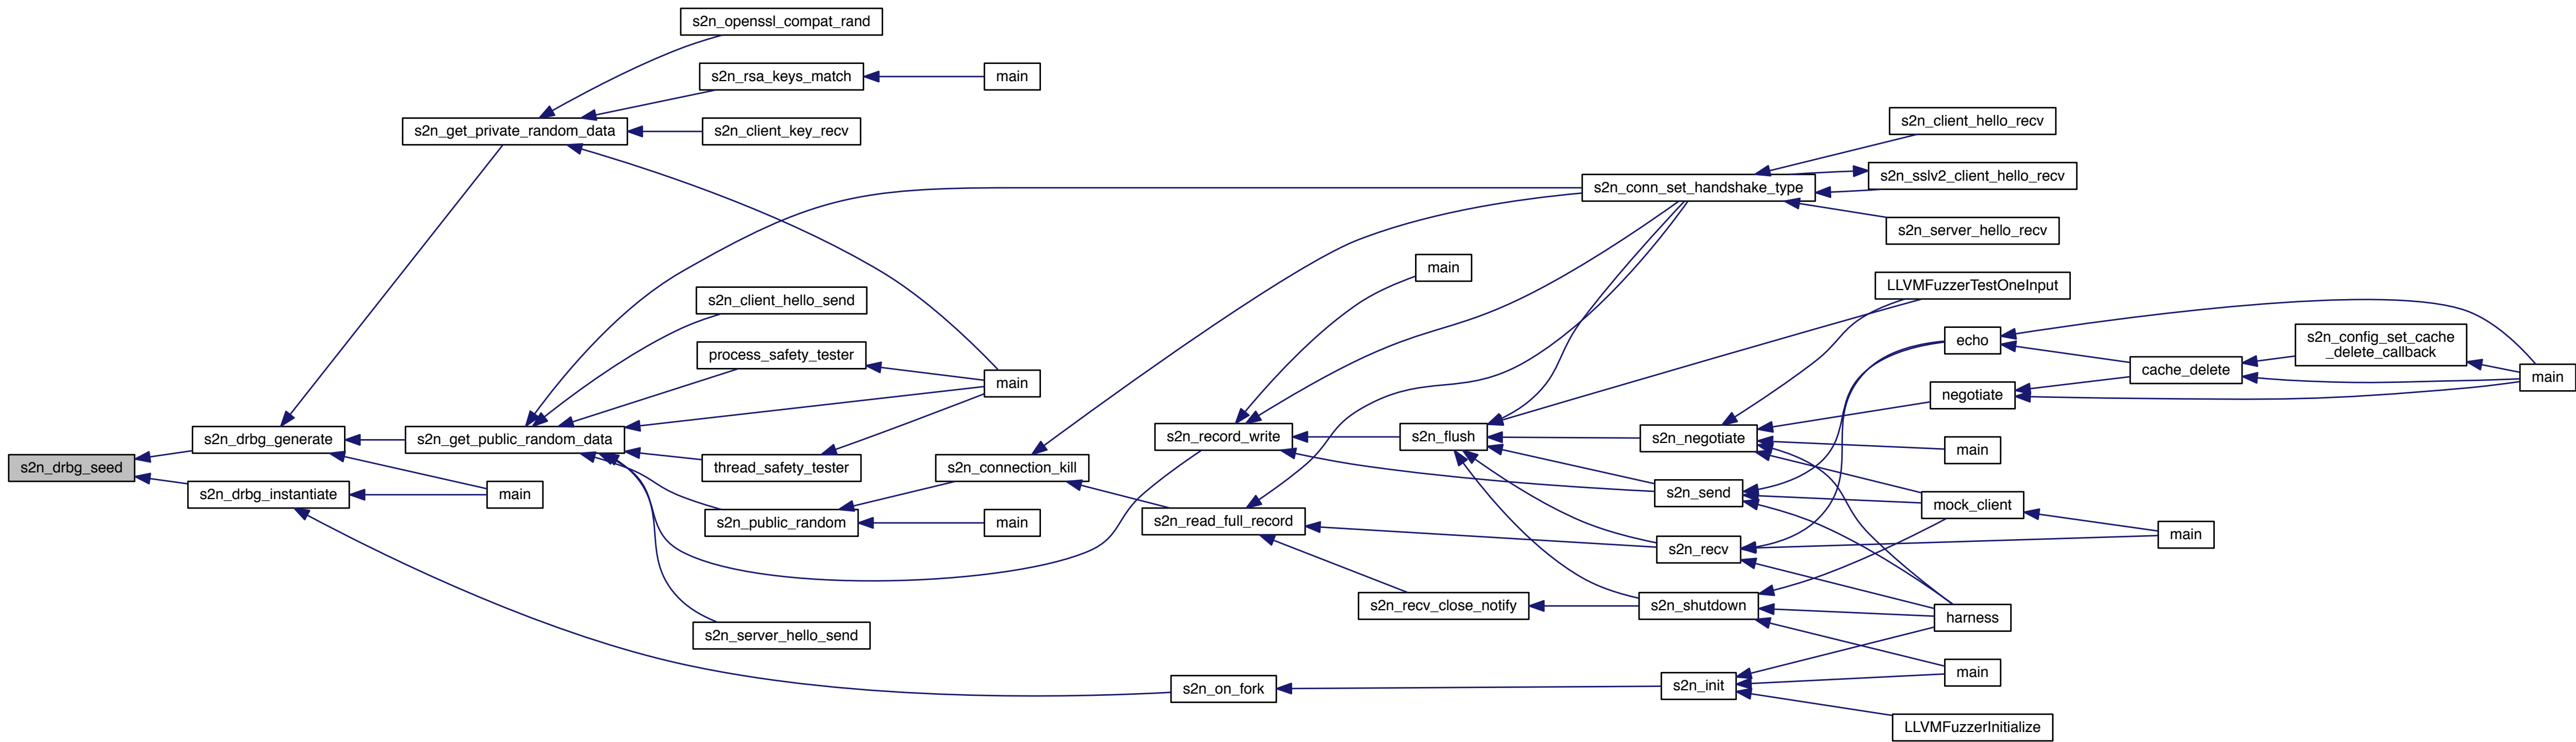 s2n_drbg_seed
s2n_drbg_generate
s2n_drbg_instantiate
s2n_get_private_random_data
s2n_get_public_random_data
main
s2n_openssl_compat_rand
s2n_rsa_keys_match
main
s2n_client_key_recv
s2n_client_hello_send
process_safety_tester
main
thread_safety_tester
s2n_public_random
main
s2n_server_hello_send
s2n_connection_kill
s2n_record_write
s2n_read_full_record
s2n_on_fork
main
s2n_flush
s2n_recv_close_notify
s2n_conn_set_handshake_type
s2n_negotiate
s2n_send
s2n_recv
s2n_shutdown
s2n_init
s2n_client_hello_recv
s2n_sslv2_client_hello_recv
s2n_server_hello_recv
LLVMFuzzerTestOneInput
echo
negotiate
main
mock_client
harness
main
LLVMFuzzerInitialize
cache_delete
main
s2n_config_set_cache
_delete_callback
main